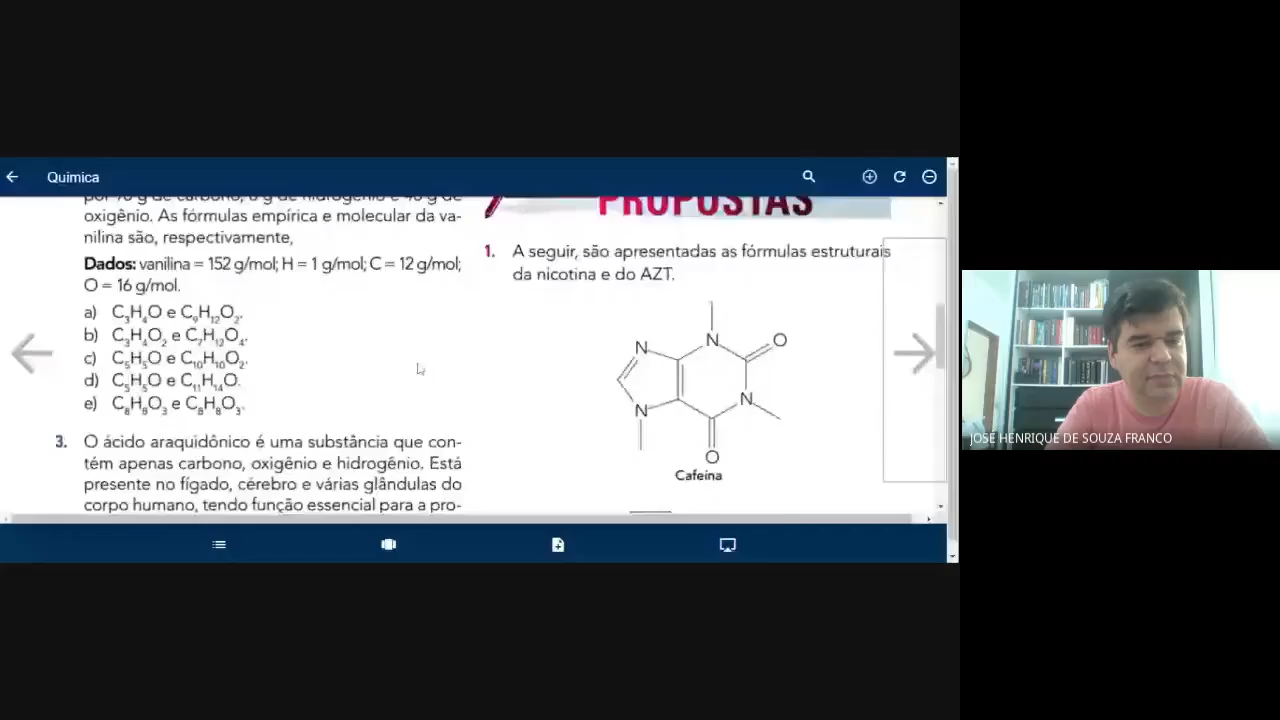 Quimica
oxigênio. As fórmulas empírica e molecular da va-
nilina são, respectivamente,
Dados: vanilina = 152 g/mol; H = 1 g/mol; C = 12 g/mol;
O = 16 g/mol.
a) C₃H₄O e C₉H₁₂O₂.
b) C₃H₄O₂ e C₇H₁₂O₄.
c) C₅H₅O e C₁₀H₁₀O₂.
d) C₅H₅O e C₁₁H₁₄O.
e) C₈H₈O₃ e C₈H₈O₃.
3. O ácido araquidônico é uma substância que con-
têm apenas carbono, oxigênio e hidrogênio. Está
presente no fígado, cérebro e várias glândulas do
corpo humano, tendo função essencial para a pro-
PROPOSTAS
1. A seguir, são apresentadas as fórmulas estruturais
da nicotina e do AZT.
N
N
O
N
N
O
Cafeína
JOSE HENRIQUE DE SOUZA FRANCO